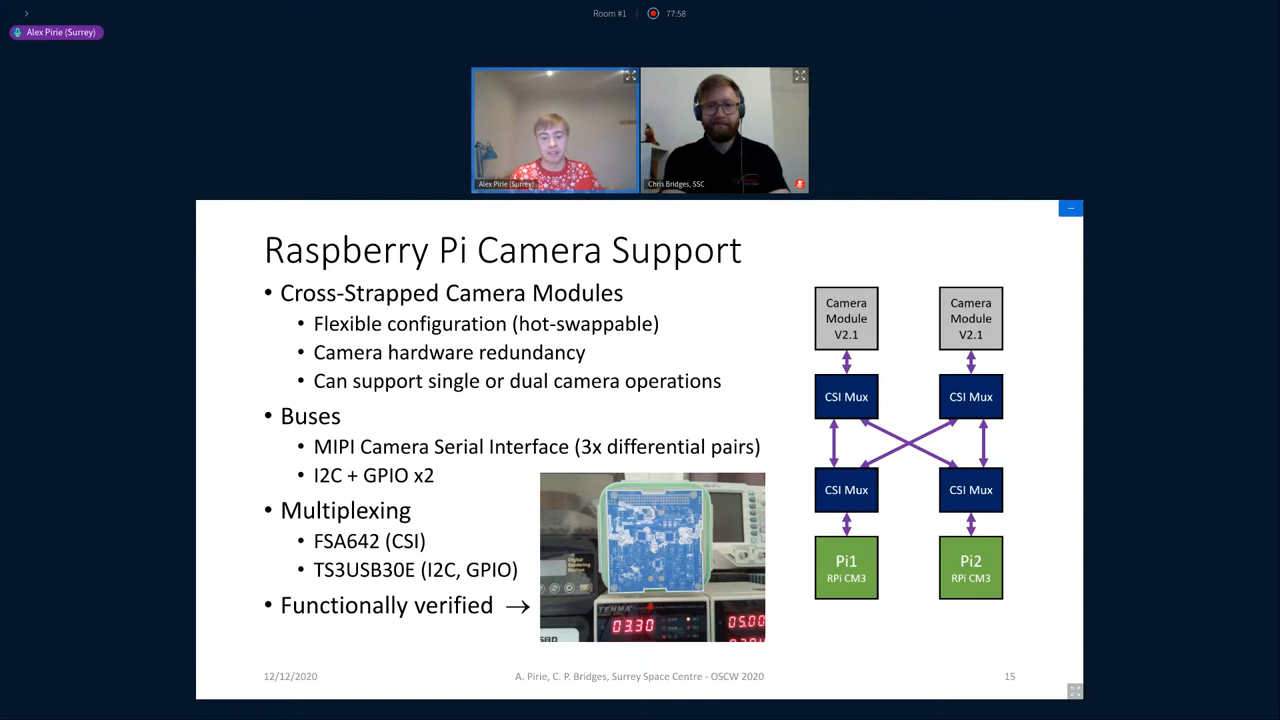 Room #1
77:58
Alex Pirie (Surrey)
Alex Pirie (Surrey)
Chris Bridges, SSC
Raspberry Pi Camera Support
• Cross-Strapped Camera Modules
• Flexible configuration (hot-swappable)
• Camera hardware redundancy
• Can support single or dual camera operations
• Buses
• MIPI Camera Serial Interface (3x differential pairs)
• I2C + GPIO x2
• Multiplexing
• FSA642 (CSI)
• TS3USB30E (I2C, GPIO)
• Functionally verified →
Camera
Module
V2.1
Camera
Module
V2.1
CSI Mux
CSI Mux
CSI Mux
CSI Mux
Pi1
RPi CM3
Pi2
RPi CM3
TENMA
03.30
05.00
12/12/2020
A. Pirie, C. P. Bridges, Surrey Space Centre - OSCW 2020
15